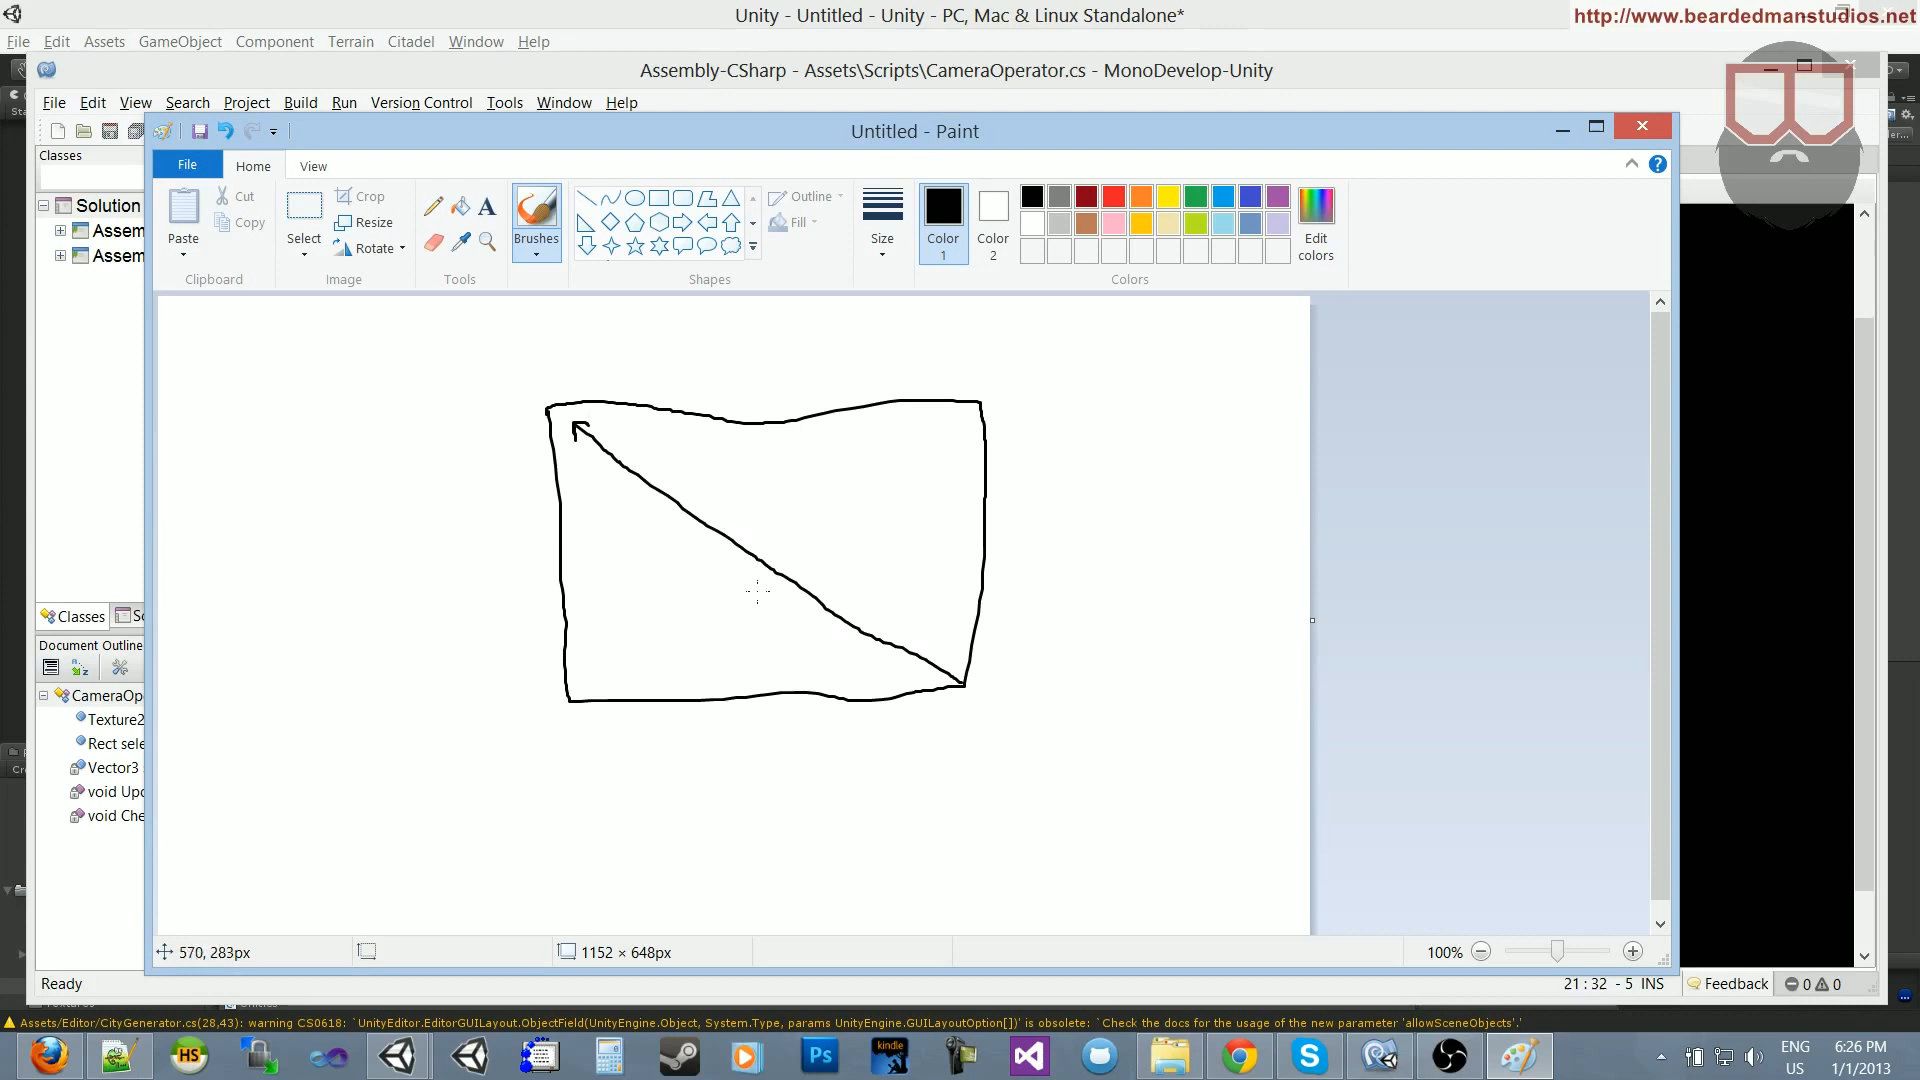 Unity - Untitled - Unity - PC, Mac & Linux Standalone*
http://www.beardedmanstudios.net
File Edit Assets GameObject Component Terrain Citadel Window Help
Assembly-CSharp - Assets\Scripts\CameraOperator.cs - MonoDevelop-Unity
File Edit View Search Project Build Run Version Control Tools Window Help
Untitled - Paint
Classes
File Home View
Cut
Copy
Paste
Clipboard
Select
Crop
Resize
Rotate
Image
Tools
Brushes
Shapes
Outline
Fill
Size
Color 1
Color 2
Edit colors
Colors
Solution
Assem
Assem
Classes
Document Outline
CameraOp
Texture2
Rect sele
Vector3
void Upd
void Che
570, 283px
1152 × 648px
100%
Ready
21 : 32 - 5 INS
Feedback
0 0
Assets/Editor/CityGenerator.cs(28,43): warning CS0618: `UnityEditor.EditorGUILayout.ObjectField(UnityEngine.Object, System.Type, params UnityEngine.GUILayoutOption[])' is obsolete: `Check the docs for the usage of the new parameter 'allowSceneObjects'.'
HS
Ps
kindle
ENG
US
6:26 PM
1/1/2013